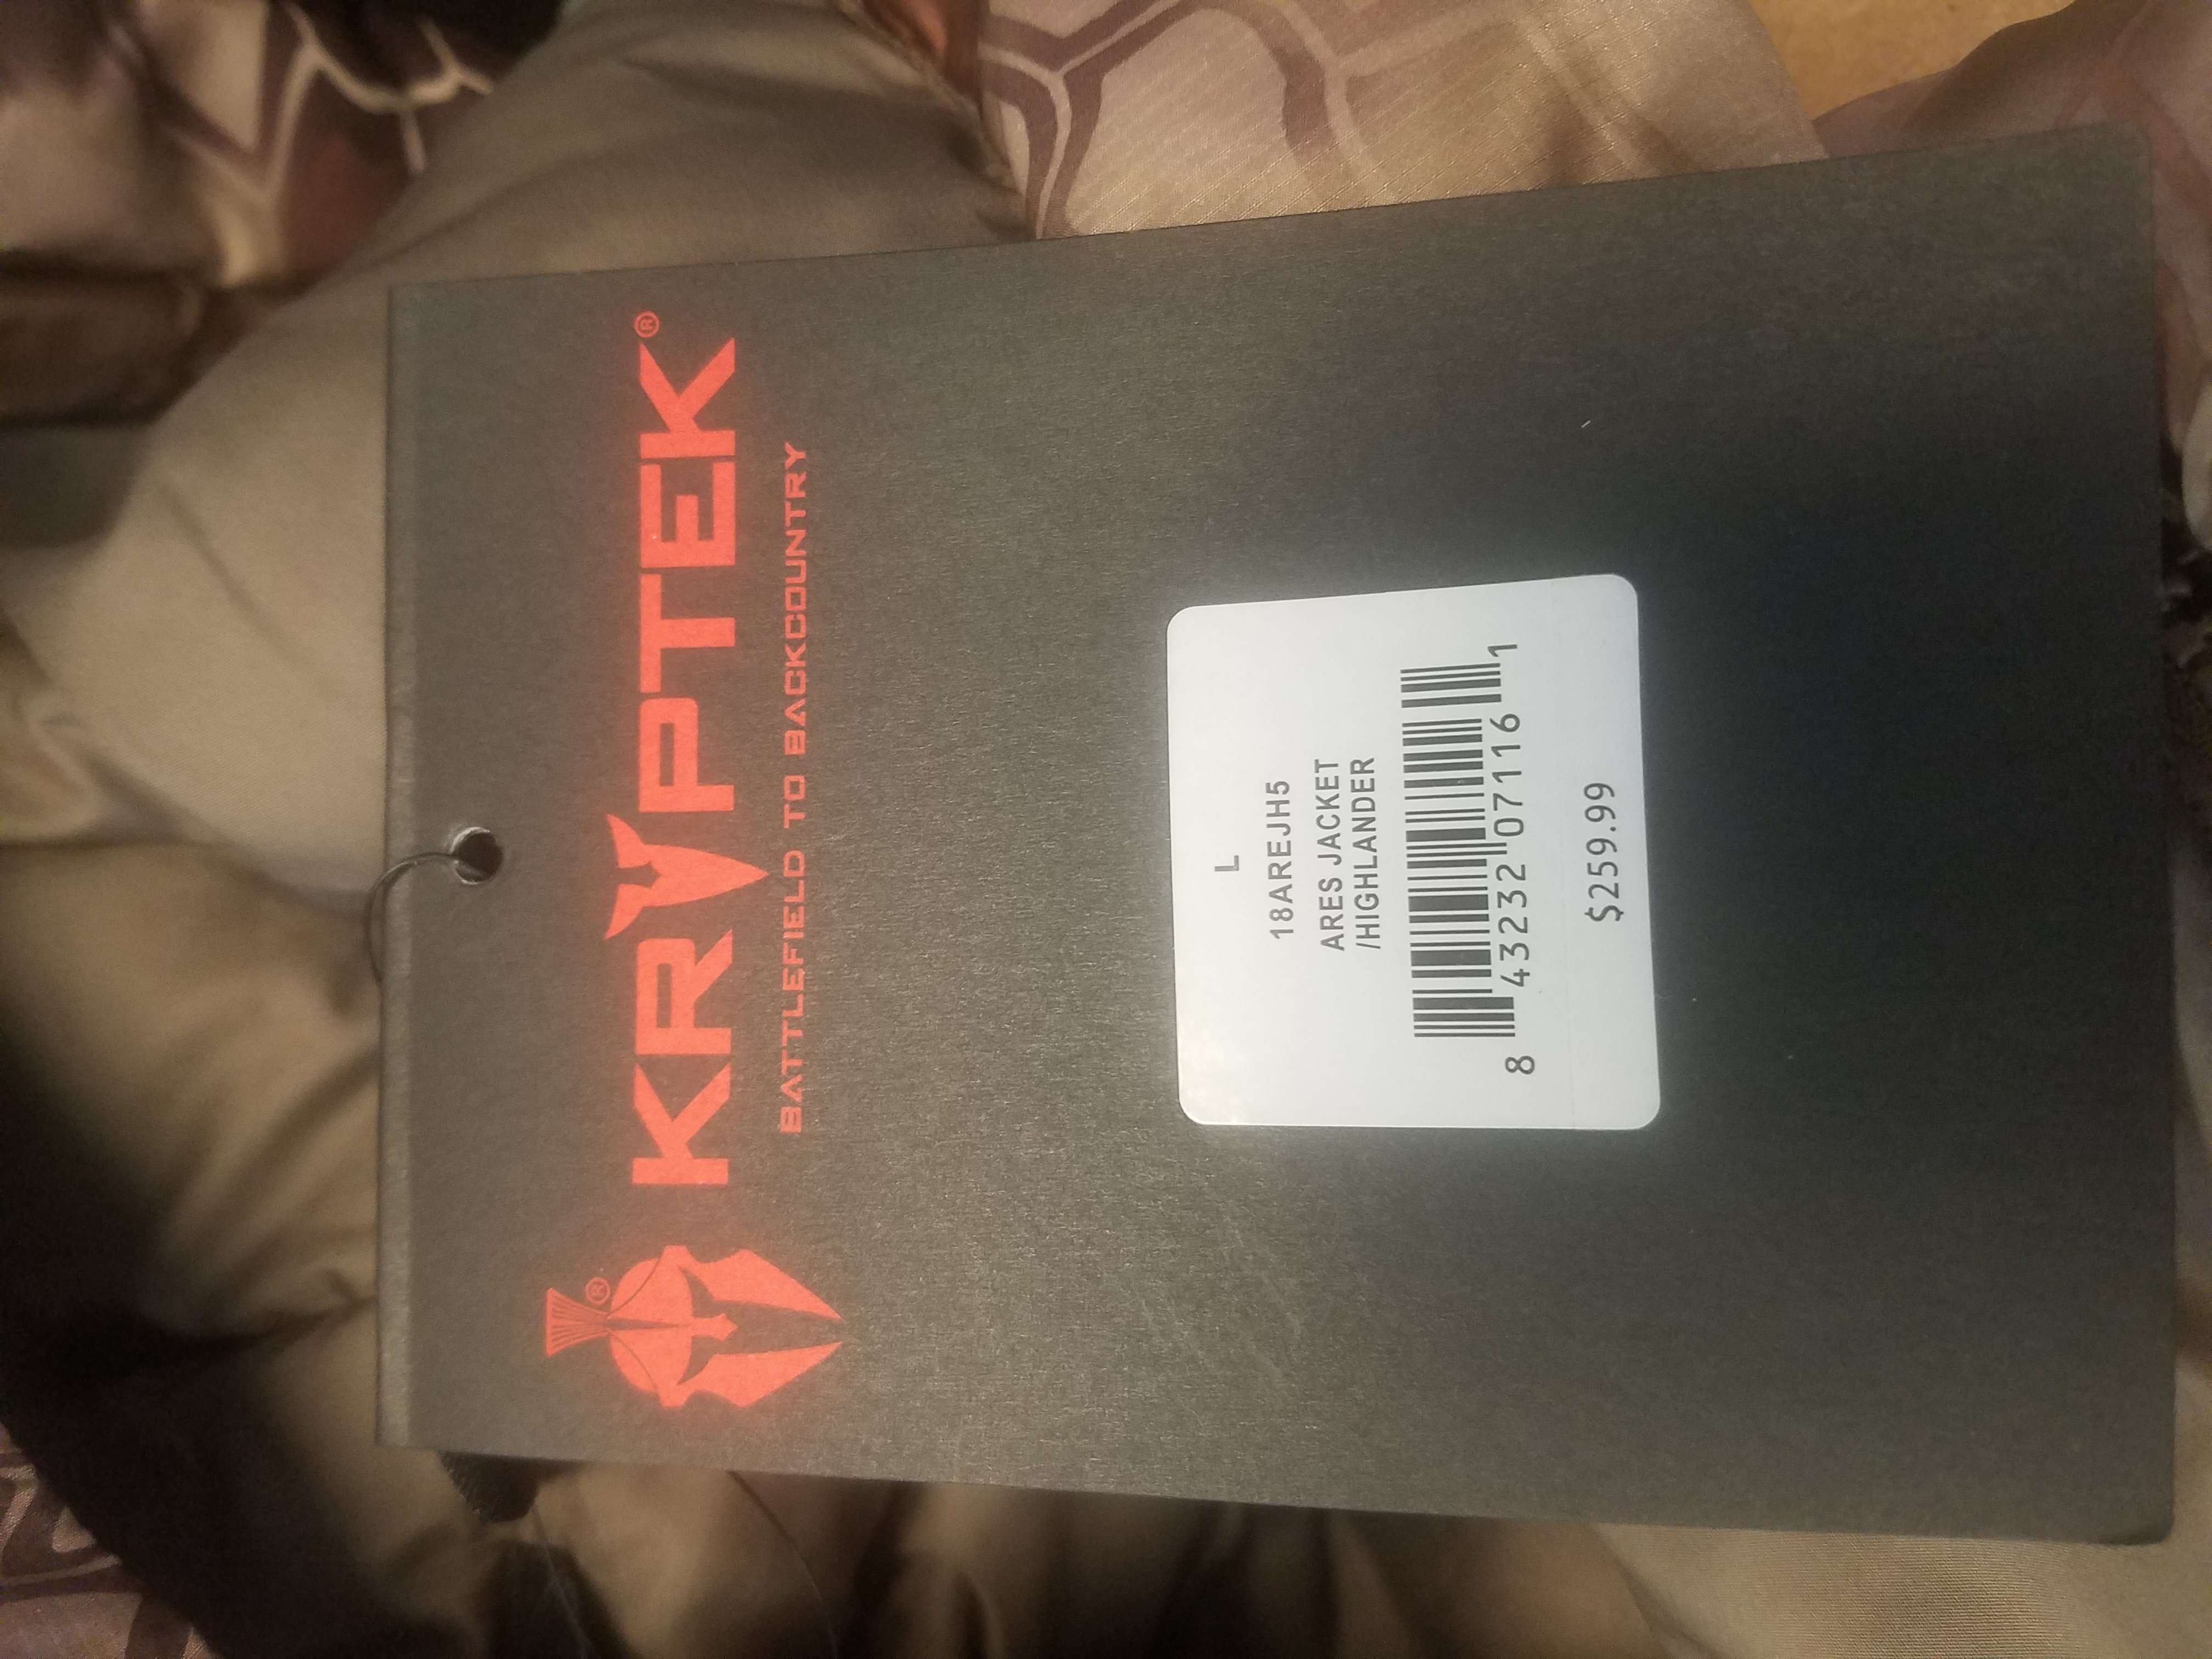 KRYPTEK®
®
BATTLEFIELD TO BACKCOUNTRY
L
18AREJH5
ARES JACKET
/HIGHLANDER
8 43232 07116 1
$259.99